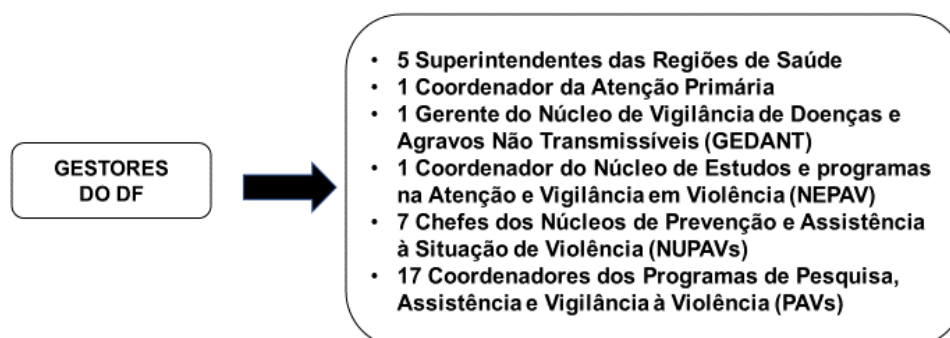 GESTORES
DO DF
• 5 Superintendentes das Regiões de Saúde
• 1 Coordenador da Atenção Primária
• 1 Gerente do Núcleo de Vigilância de Doenças e
Agravos Não Transmissíveis (GEDANT)
• 1 Coordenador do Núcleo de Estudos e programas
na Atenção e Vigilância em Violência (NEPAV)
• 7 Chefes dos Núcleos de Prevenção e Assistência
à Situação de Violência (NUPAVs)
• 17 Coordenadores dos Programas de Pesquisa,
Assistência e Vigilância à Violência (PAVs)